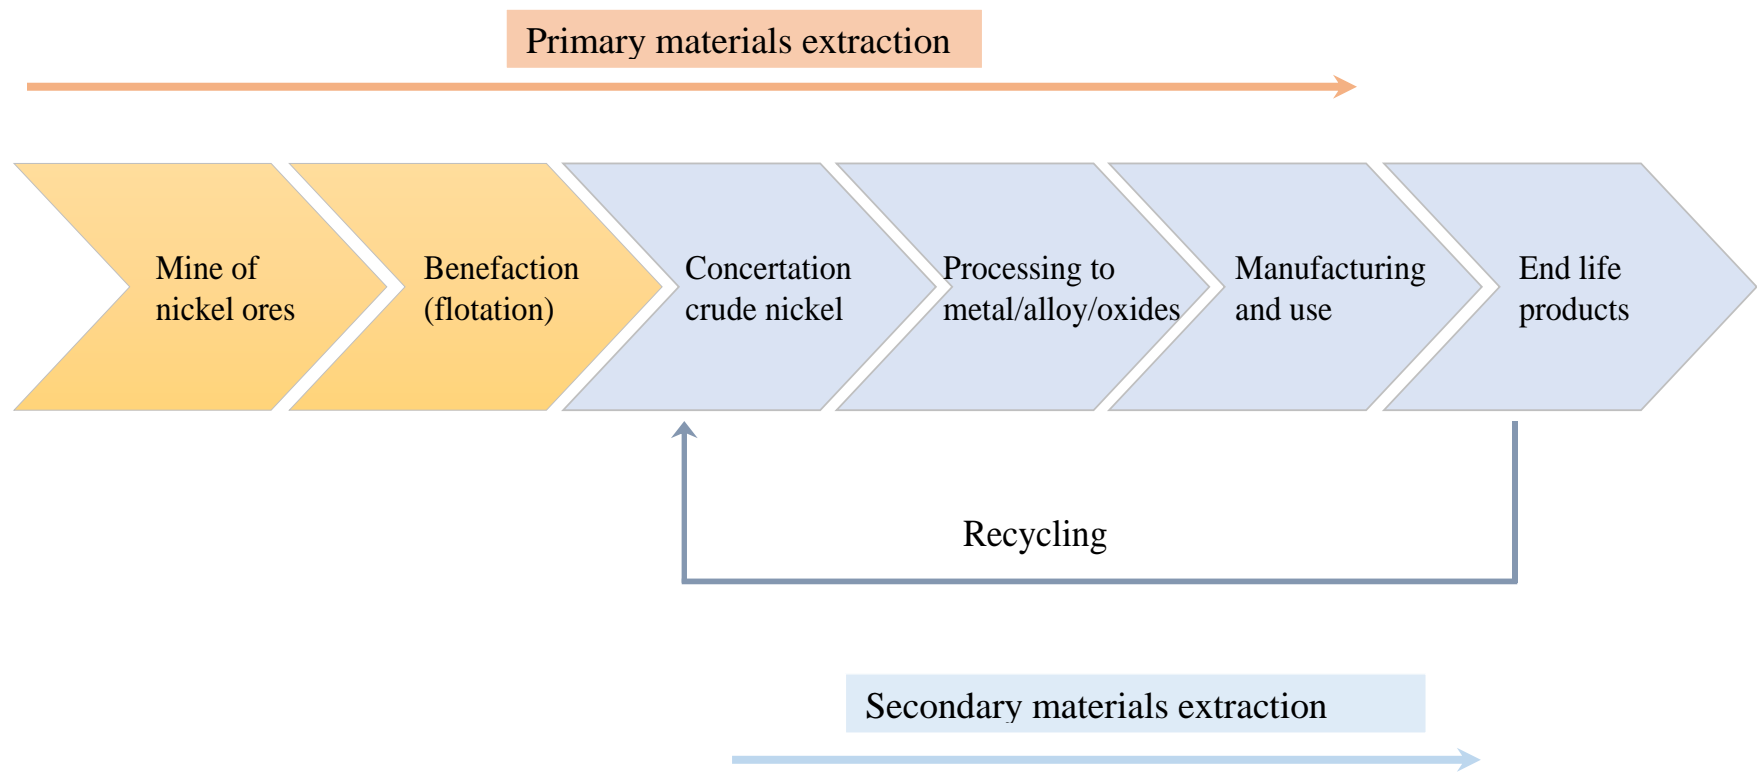 Primary materials extraction
Mine of
nickel ores
Benefaction
(flotation)
Concertation
crude nickel
Processing to
metal/alloy/oxides
Manufacturing
and use
End life
products
Recycling
Secondary materials extraction